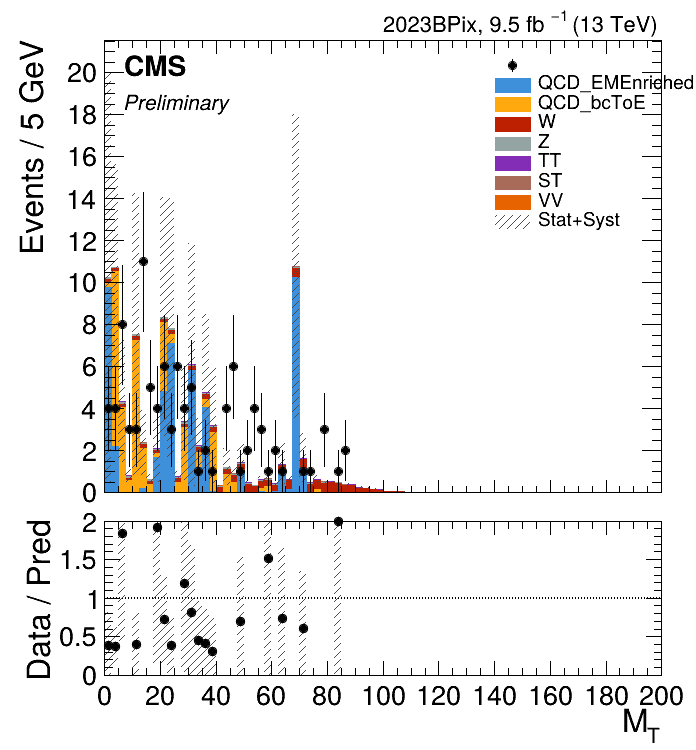 2023BPix, 9.5 fb⁻¹ (13 TeV)
CMS
Preliminary
QCD_EMEnriched
QCD_bcToE
W
Z
TT
ST
VV
Stat+Syst
Events / 5 GeV
20
18
16
14
12
10
8
6
4
2
0
Data / Pred
2
1.5
1
0.5
0
0 20 40 60 80 100 120 140 160 180 200
M_T